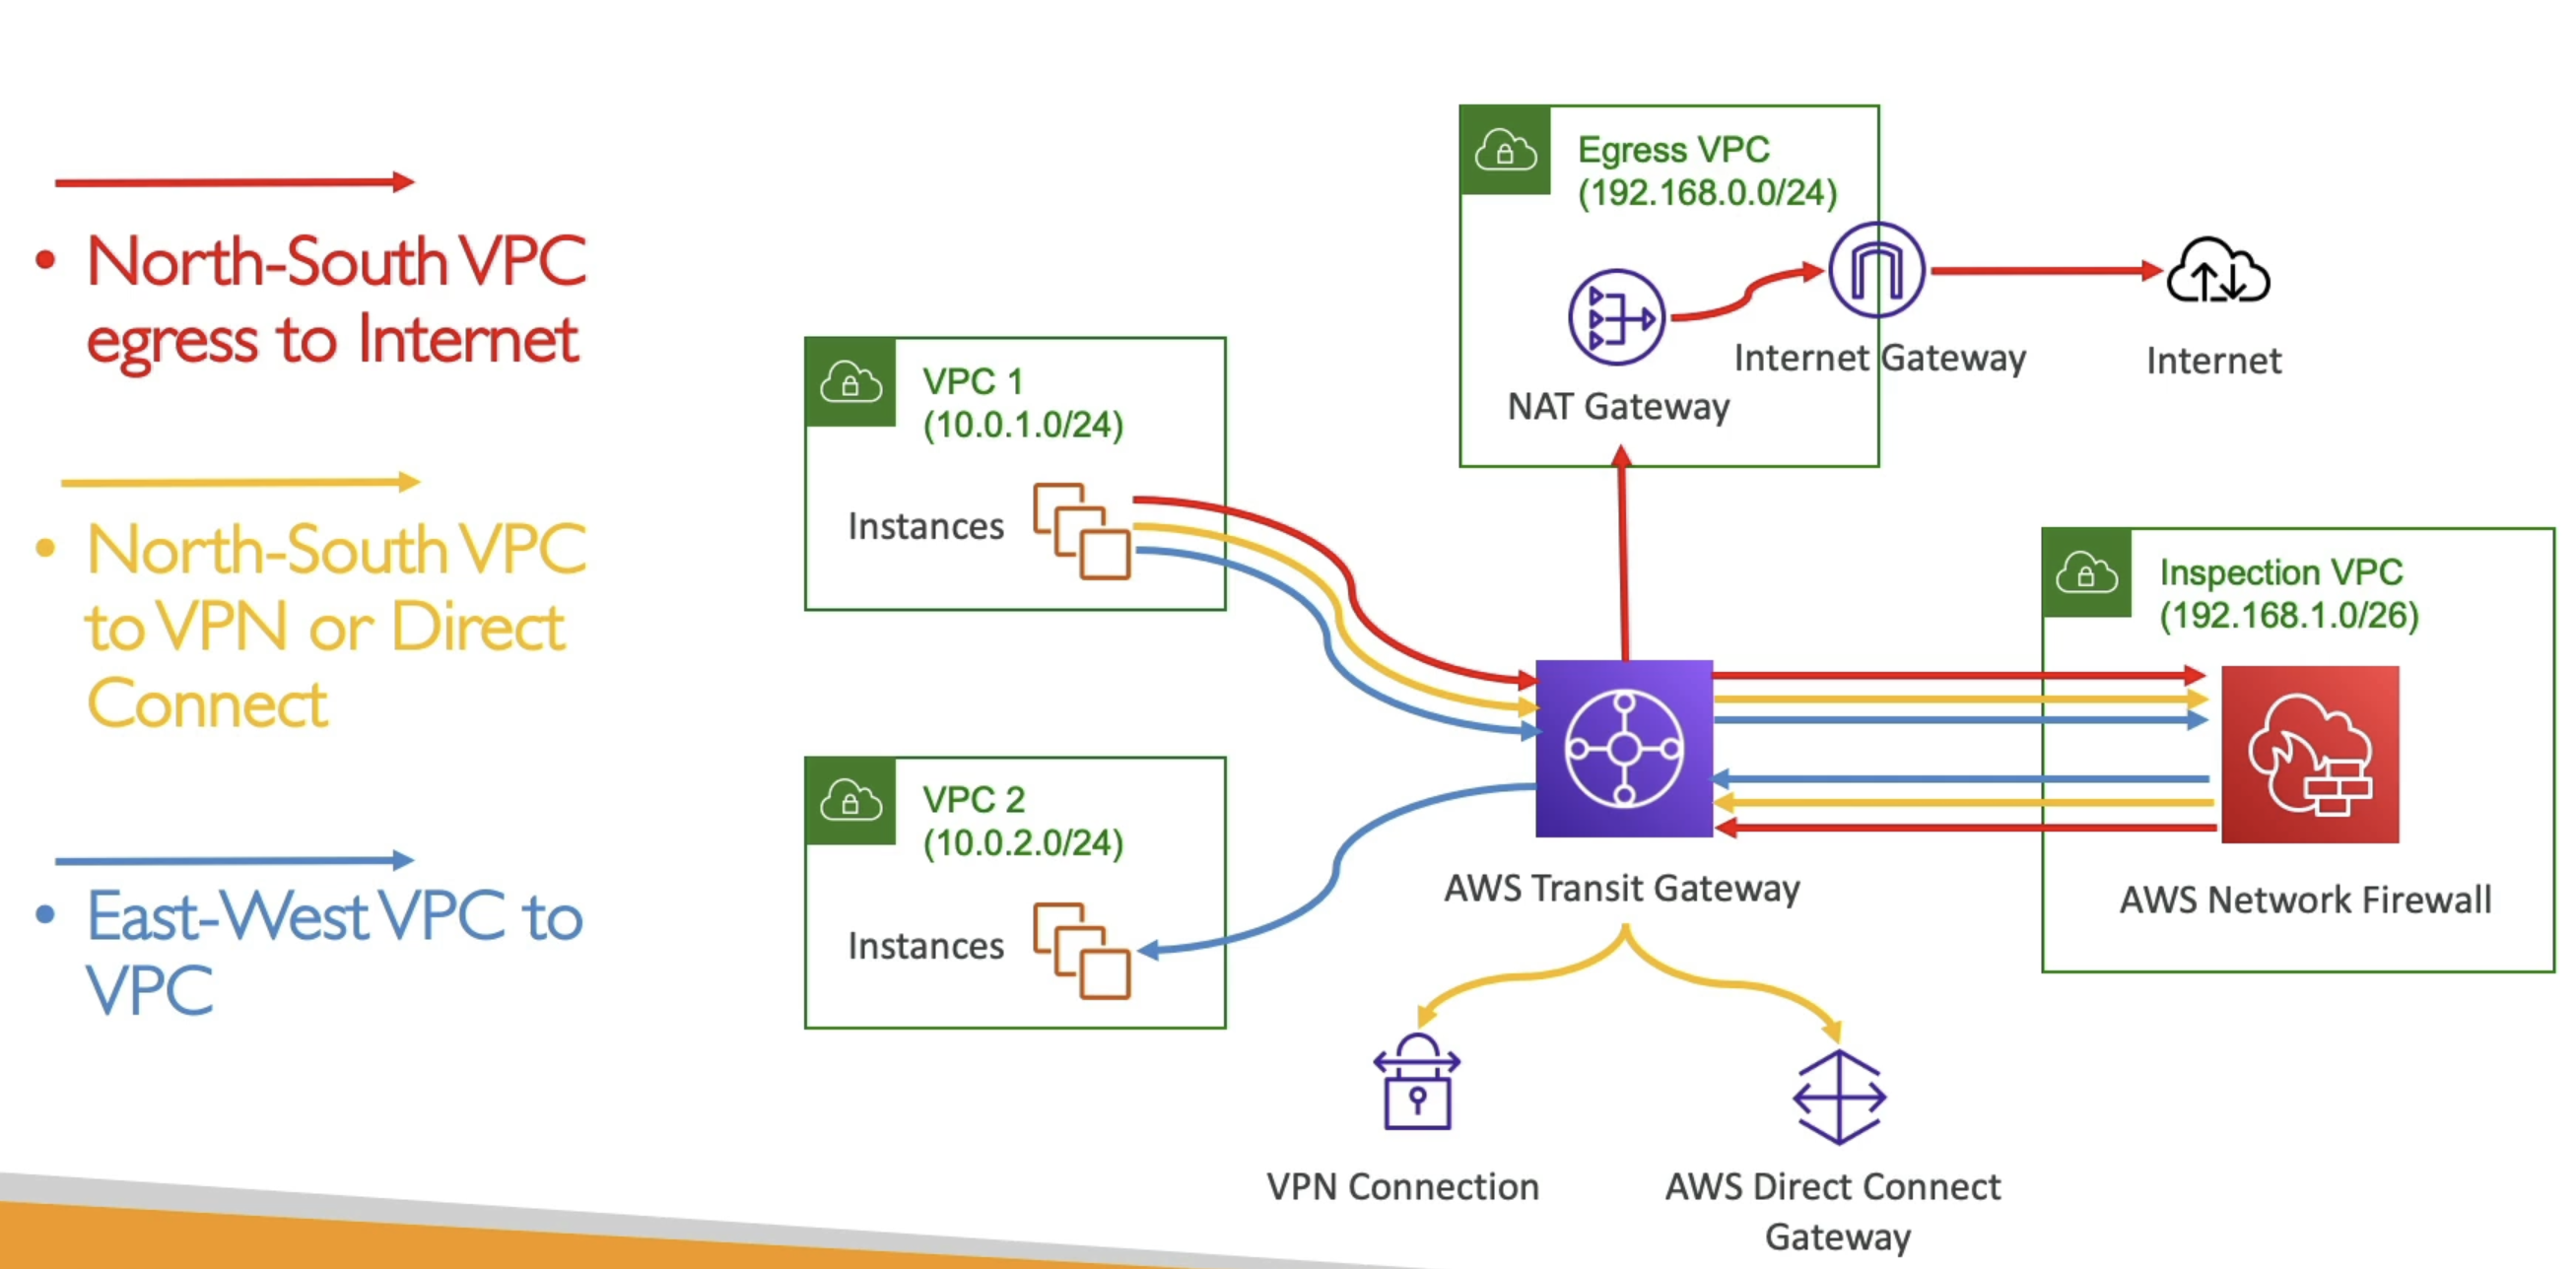 • North-South VPC
egress to Internet
• North-South VPC
to VPN or Direct
Connect
• East-West VPC to
VPC
Egress VPC
(192.168.0.0/24)
NAT Gateway
Internet Gateway
Internet
VPC 1
(10.0.1.0/24)
Instances
VPC 2
(10.0.2.0/24)
Instances
AWS Transit Gateway
Inspection VPC
(192.168.1.0/26)
AWS Network Firewall
VPN Connection
AWS Direct Connect
Gateway